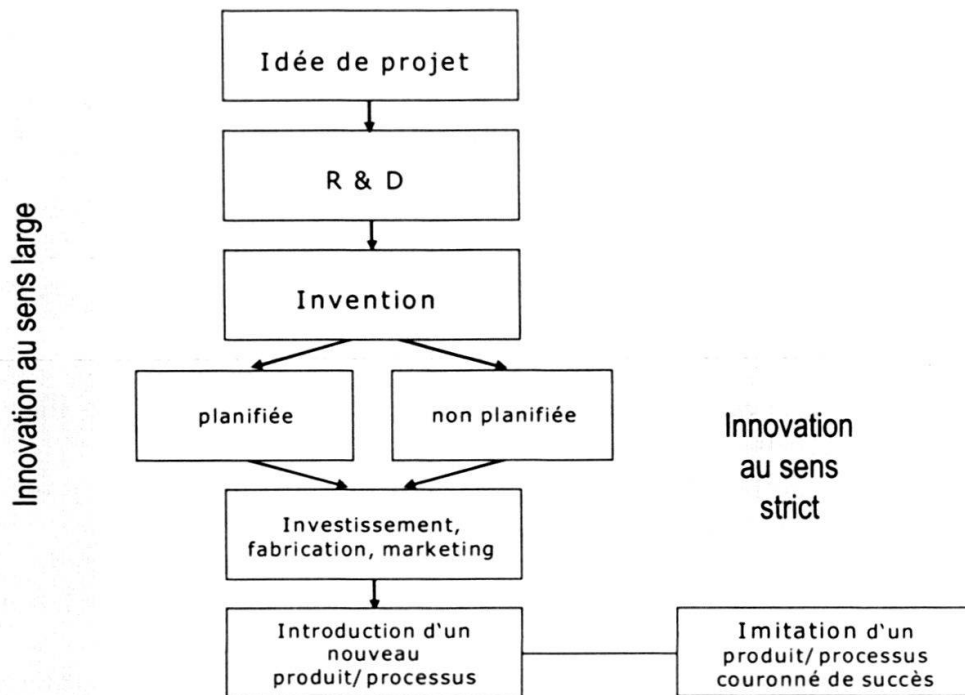 Idée de projet
R & D
Innovation au sens large
Invention
planifiée
non planifiée
Innovation
au sens
strict
Investissement,
fabrication, marketing
Introduction d'un
nouveau
produit/processus
Imitation d'un
produit/processus
couronné de succès